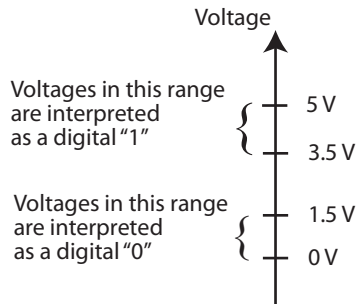 Voltage
Voltages in this range
are interpreted
as a digital “1”
5 V
3.5 V
Voltages in this range
are interpreted
as a digital “0”
1.5 V
0 V